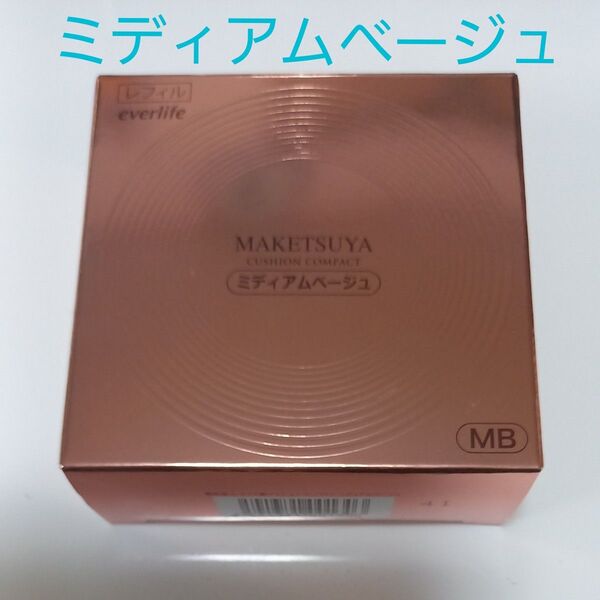 ミディアムベージュ
レフィル
everlife
MAKETSUYA
CUSHION COMPACT
ミディアムベージュ
MB